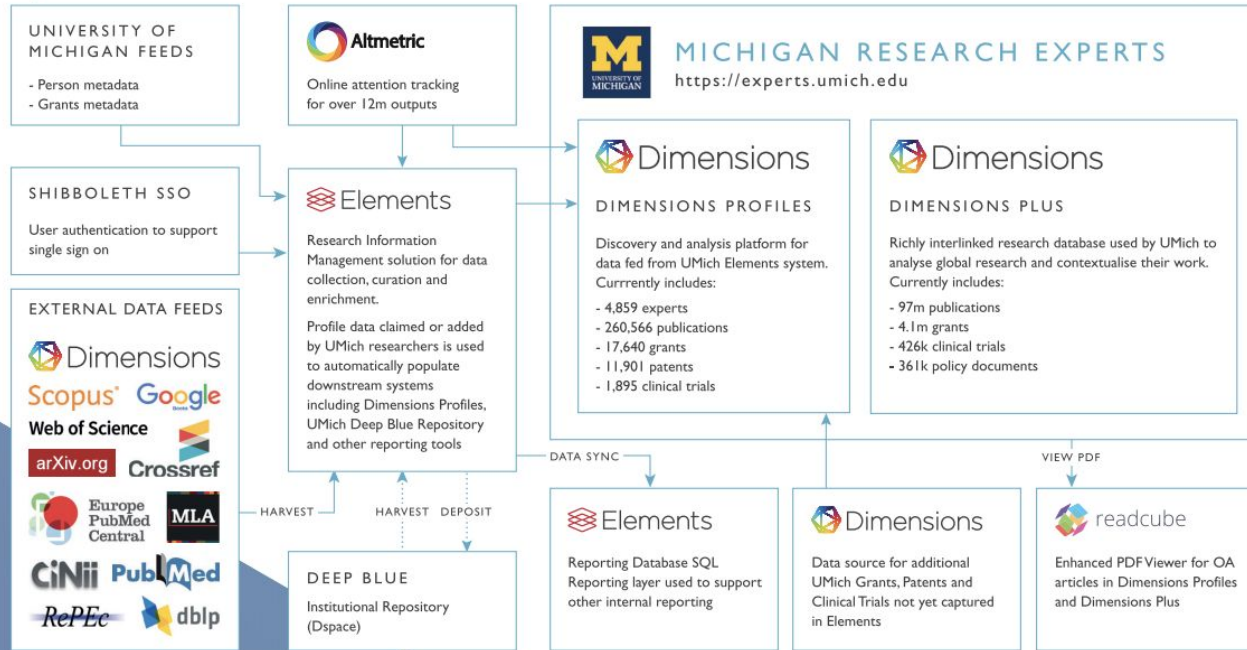 UNIVERSITY OF
MICHIGAN FEEDS
- Person metadata
- Grants metadata
SHIBBOLETH SSO
User authentication to support
single sign on
EXTERNAL DATA FEEDS
Dimensions
Scopus®
Google
Books
Web of Science
arXiv.org
Crossref
Europe
PubMed
Central
MLA
CiNii
PubMed
RePEc
dblp
Altmetric
Online attention tracking
for over 12m outputs
Elements
Research Information
Management solution for data
collection, curation and
enrichment.
Profile data claimed or added
by UMich researchers is used
to automatically populate
downstream systems
including Dimensions Profiles,
UMich Deep Blue Repository
and other reporting tools
HARVEST
HARVEST
DEPOSIT
DEEP BLUE
Institutional Repository
(Dspace)
M
UNIVERSITY OF
MICHIGAN
MICHIGAN RESEARCH EXPERTS
https://experts.umich.edu
Dimensions
DIMENSIONS PROFILES
Discovery and analysis platform for
data fed from UMich Elements system.
Currrently includes:
- 4,859 experts
- 260,566 publications
- 17,640 grants
- 11,901 patents
- 1,895 clinical trials
Dimensions
DIMENSIONS PLUS
Richly interlinked research database used by UMich to
analyse global research and contextualise their work.
Currently includes:
- 97m publications
- 4.1m grants
- 426k clinical trials
- 361k policy documents
DATA SYNC
VIEW PDF
Elements
Reporting Database SQL
Reporting layer used to support
other internal reporting
Dimensions
Data source for additional
UMich Grants, Patents and
Clinical Trials not yet captured
in Elements
readcube
Enhanced PDF Viewer for OA
articles in Dimensions Profiles
and Dimensions Plus